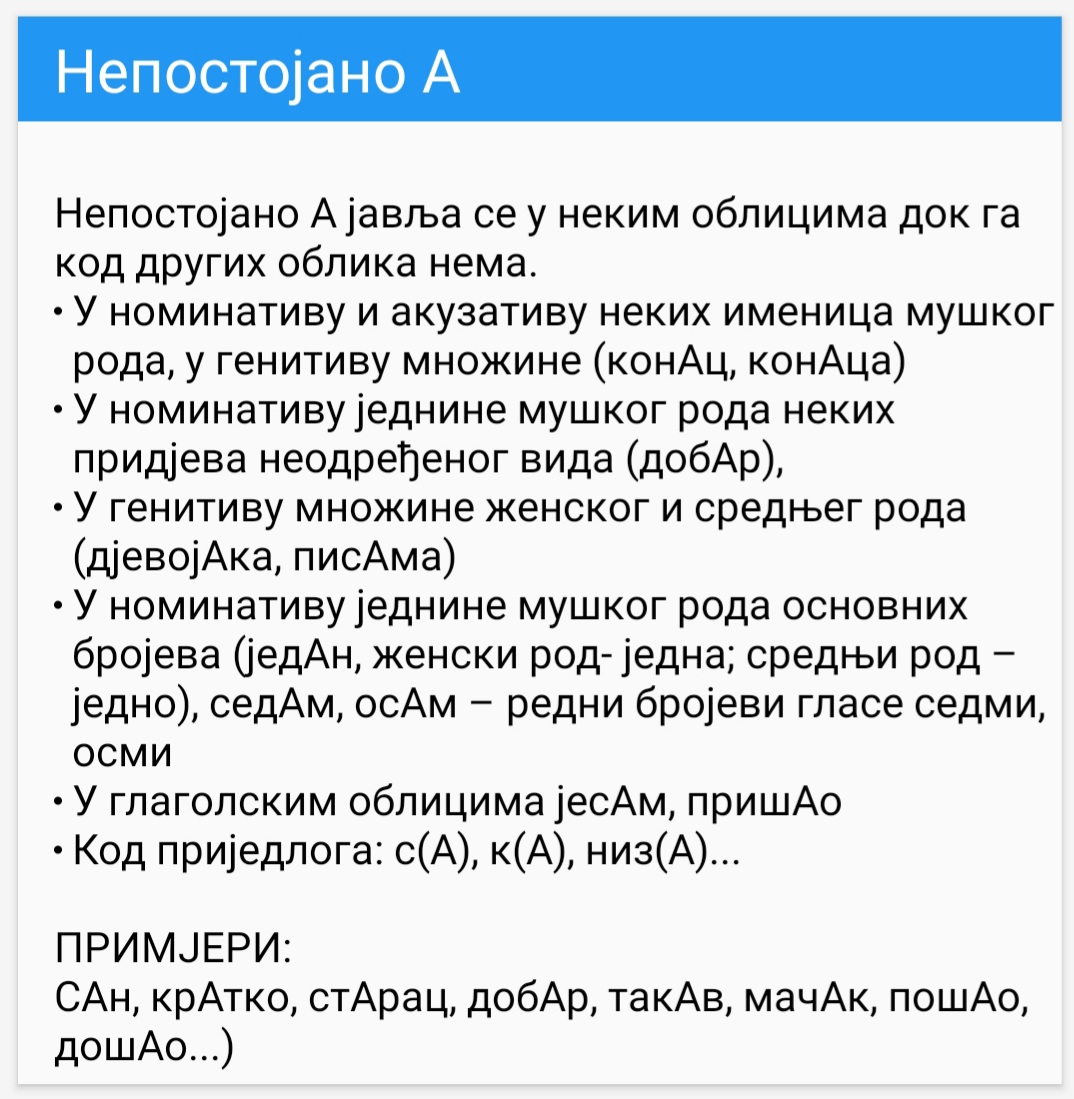 Непостојано А
Непостојано А јавља се у неким облицима док га
код других облика нема.
• У номинативу и акузативу неких именица мушког
рода, у генитиву множине (конАц, конАца)
• У номинативу једнине мушког рода неких
придјева неодређеног вида (добАр),
• У генитиву множине женског и средњег рода
(дјевојАка, писАма)
• У номинативу једнине мушког рода основних
бројева (једАн, женски род- једна; средњи род –
једно), седАм, осАм – редни бројеви гласе седми,
осми
• У глаголским облицима јесАм, пришАо
• Код приједлога: с(А), к(А), низ(А)...
ПРИМЈЕРИ:
САн, крАтко, стАрац, добАр, такАв, мачАк, пошАо,
дошАо...)